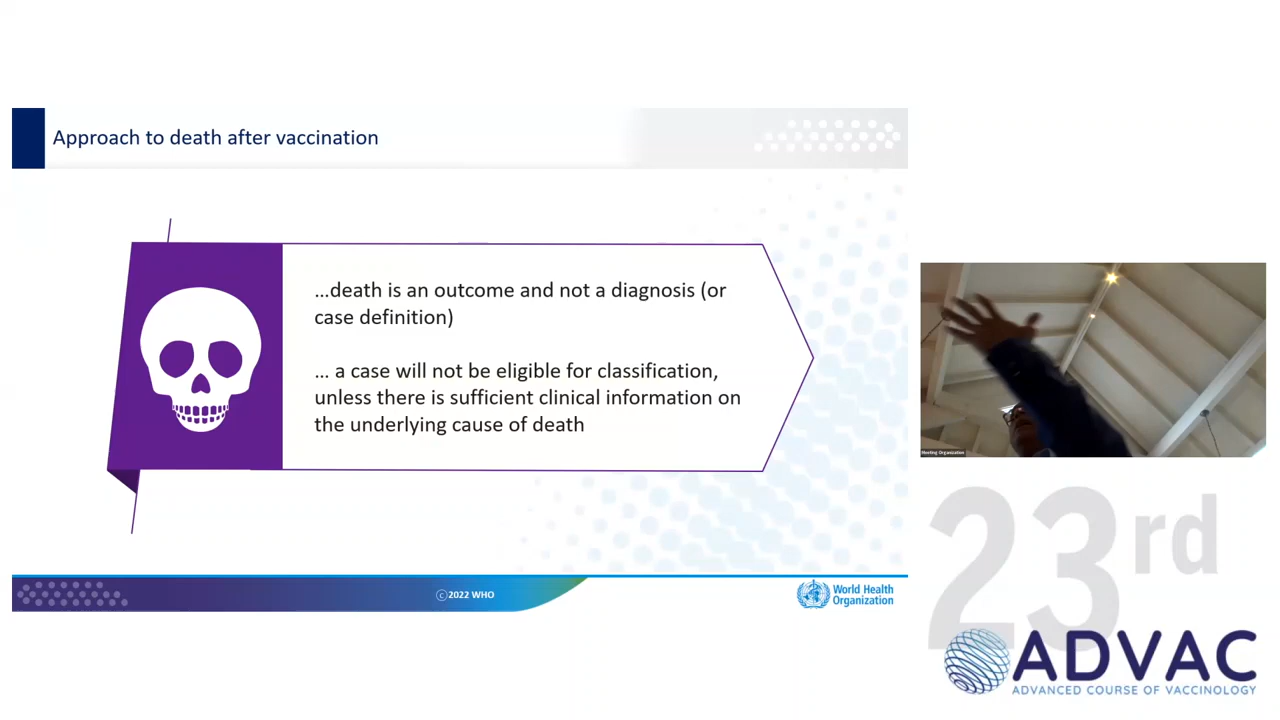 Approach to death after vaccination
...death is an outcome and not a diagnosis (or
case definition)
... a case will not be eligible for classification,
unless there is sufficient clinical information on
the underlying cause of death
©2022 WHO
World Health
Organization
Meeting Organization
23rd
ADVAC
ADVANCED COURSE OF VACCINOLOGY